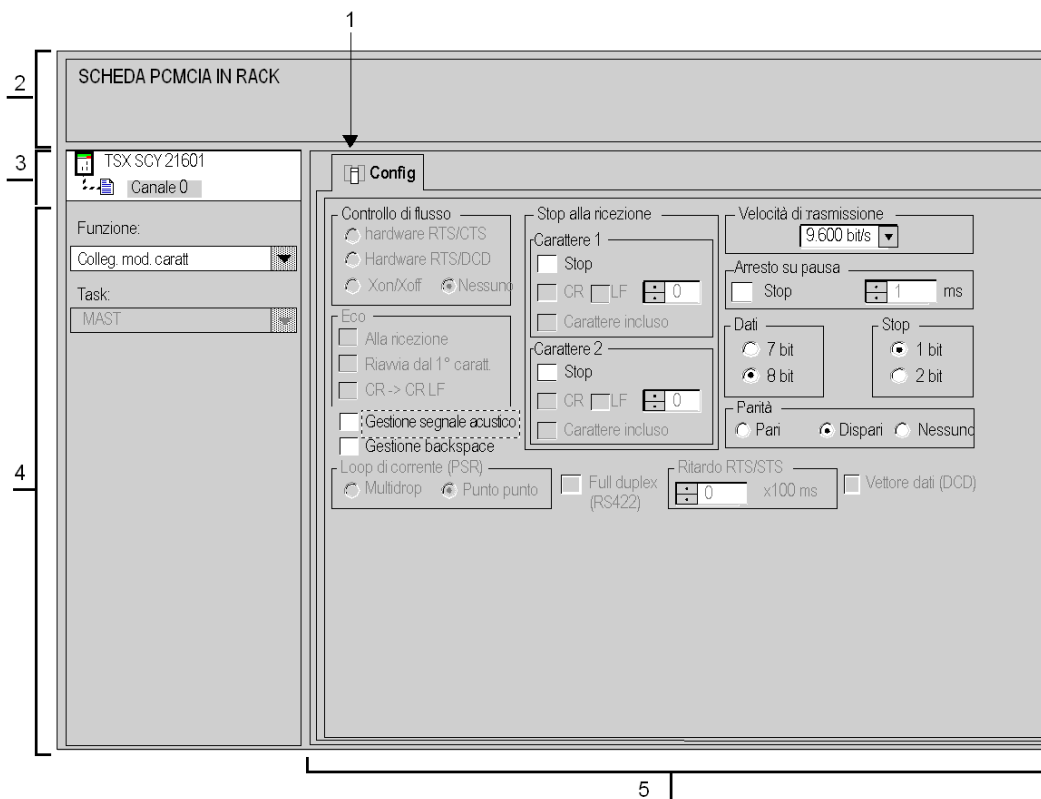 1
2
SCHEDA PCMCIA IN RACK
3
TSX SCY 21601
Canale 0
Config
4
Funzione:
Colleg. mod. caratt
Task:
MAST
Controllo di flusso
hardware RTS/CTS
Hardware RTS/DCD
Xon/Xoff Nessuno
Eco
Alla ricezione
Riavvia dal 1° caratt.
CR -> CR LF
Gestione segnale acustico
Gestione backspace
Stop alla ricezione
Carattere 1
Stop
CR LF 0
Carattere incluso
Carattere 2
Stop
CR LF 0
Carattere incluso
Velocità di rasmissione
9.600 bit/s
Arresto su pausa
Stop 1 ms
Dati
7 bit
8 bit
Stop
1 bit
2 bit
Parità
Pari Dispari Nessuno
Loop di corrente (PSR)
Multidrop Punto punto
Full duplex
(RS422)
Ritardo RTS/STS
0 x100 ms
Vettore dati (DCD)
5